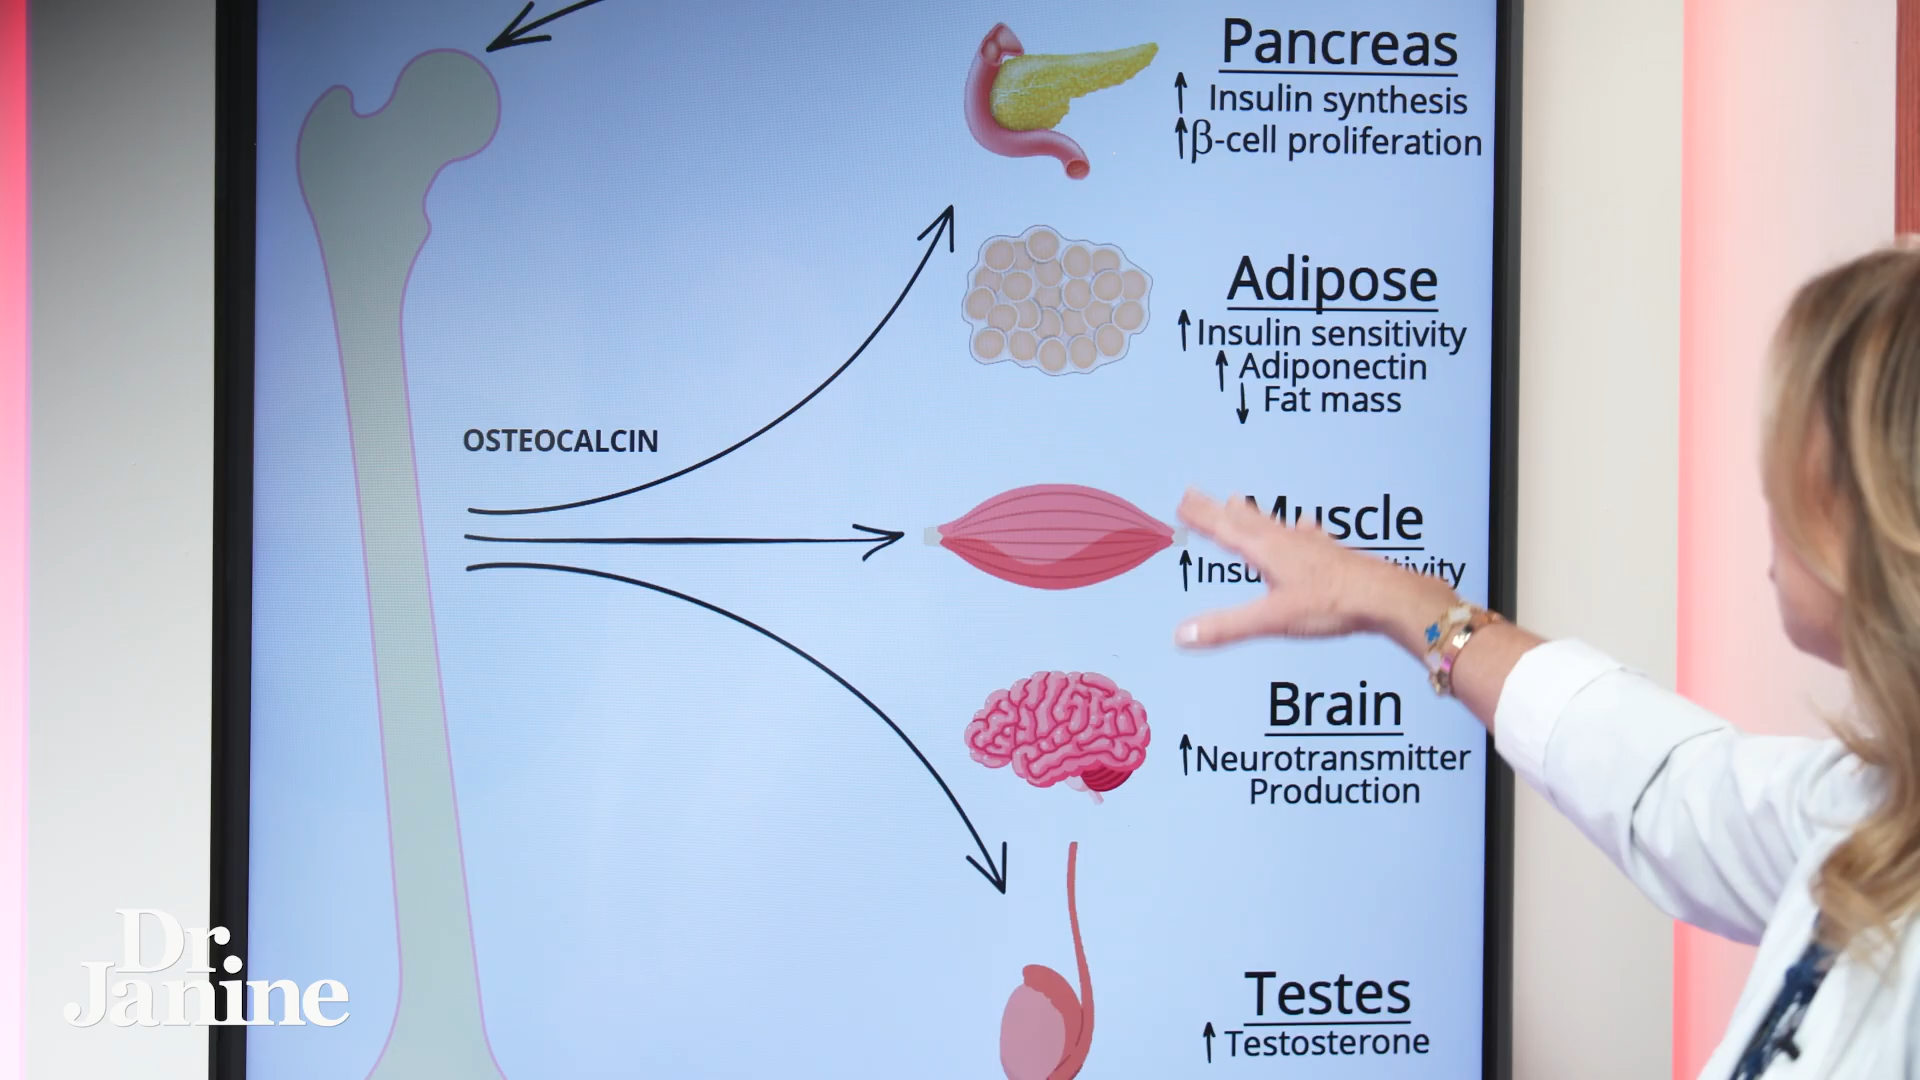 Pancreas
↑ Insulin synthesis
↑β-cell proliferation
Adipose
↑Insulin sensitivity
↑ Adiponectin
↓ Fat mass
OSTEOCALCIN
Muscle
↑
Brain
↑Neurotransmitter
Production
Testes
↑Testosterone
Dr
Janine